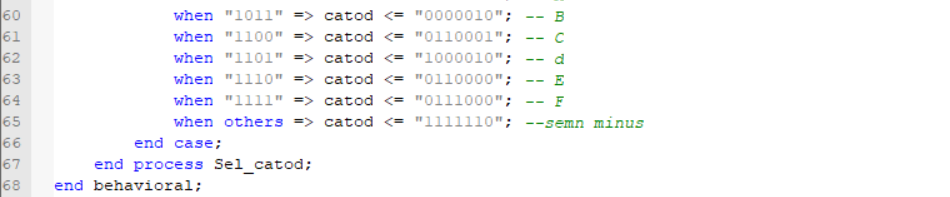 60 when "1011" => catod <= "0000010"; -- B
61 when "1100" => catod <= "0110001"; -- C
62 when "1101" => catod <= "1000010"; -- d
63 when "1110" => catod <= "0110000"; -- E
64 when "1111" => catod <= "0111000"; -- F
65 when others => catod <= "1111110"; --semn minus
66 end case;
67 end process Sel_catod;
68 end behavioral;